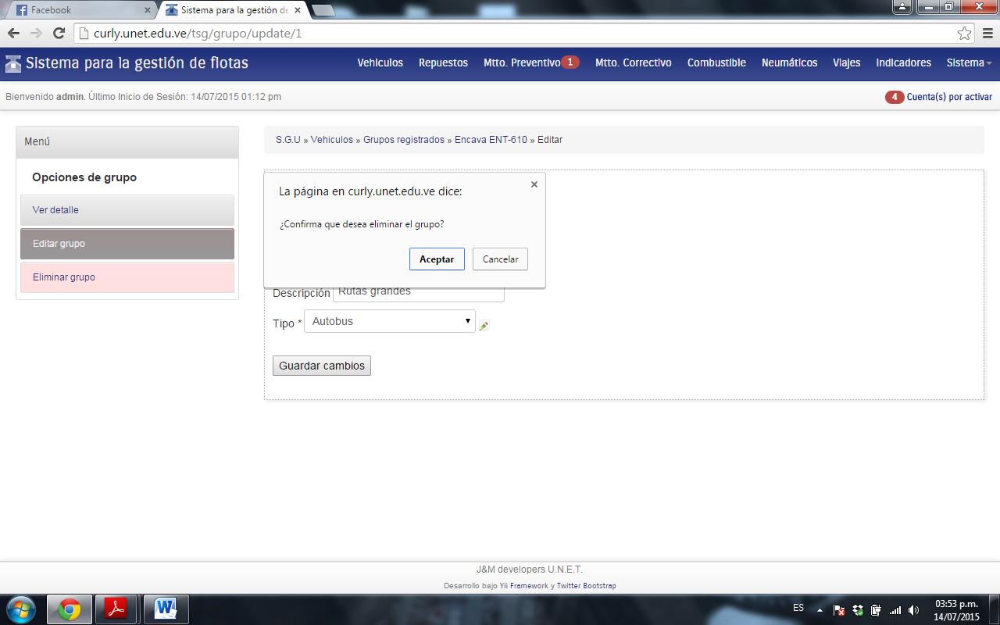 Facebook
Sistema para la gestión de
curly.unet.edu.ve/tsg/grupo/update/1
Sistema para la gestión de flotas
Vehiculos Repuestos Mtto. Preventivo 1 Mtto. Correctivo Combustible Neumáticos Viajes Indicadores Sistema
Bienvenido admin. Último Inicio de Sesión: 14/07/2015 01:12 pm
4 Cuenta(s) por activar
Menú
Opciones de grupo
Ver detalle
Editar grupo
Eliminar grupo
S.G.U » Vehiculos » Grupos registrados » Encava ENT-610 » Editar
La página en curly.unet.edu.ve dice:
¿Confirma que desea eliminar el grupo?
Aceptar Cancelar
Descripción Rutas grandes
Tipo * Autobus
Guardar cambios
J&M developers U.N.E.T.
Desarrollo bajo Yii Framework y Twitter Bootstrap
ES
03:53 p.m.
14/07/2015